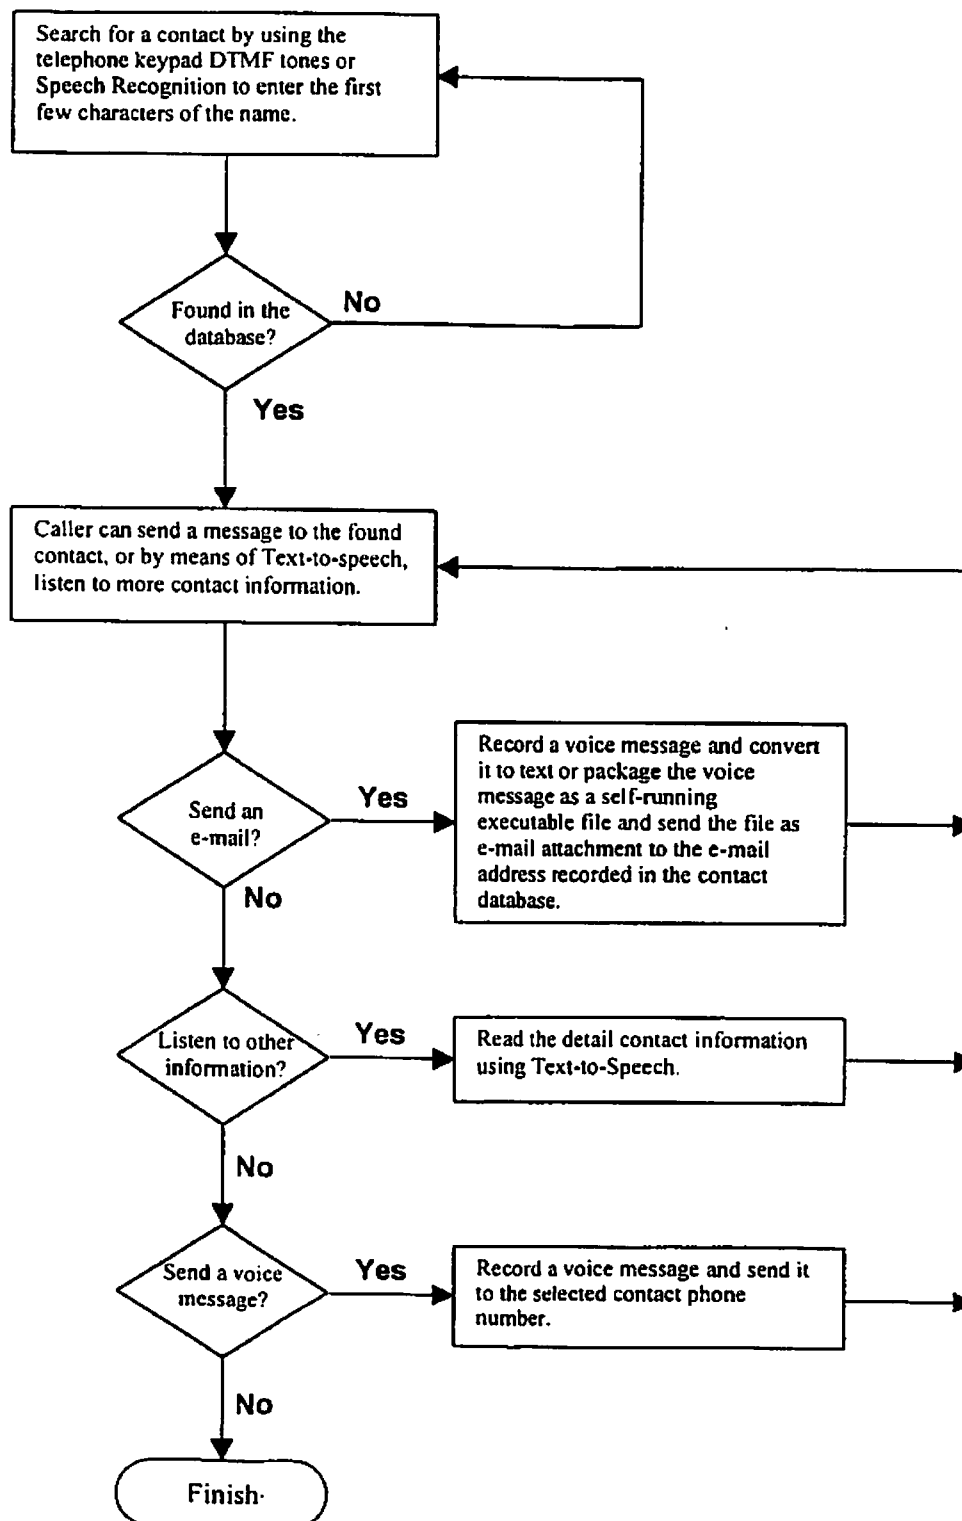 Search for a contact by using the
telephone keypad DTMF tones or
Speech Recognition to enter the first
few characters of the name.
Found in the
database?
No
Yes
Caller can send a message to the found
contact, or by means of Text-to-speech,
listen to more contact information.
Send an
e-mail?
Yes
Record a voice message and convert
it to text or package the voice
message as a self-running
executable file and send the file as
e-mail attachment to the e-mail
address recorded in the contact
database.
No
Listen to other
information?
Yes
Read the detail contact information
using Text-to-Speech.
No
Send a voice
message?
Yes
Record a voice message and send it
to the selected contact phone
number.
No
Finish